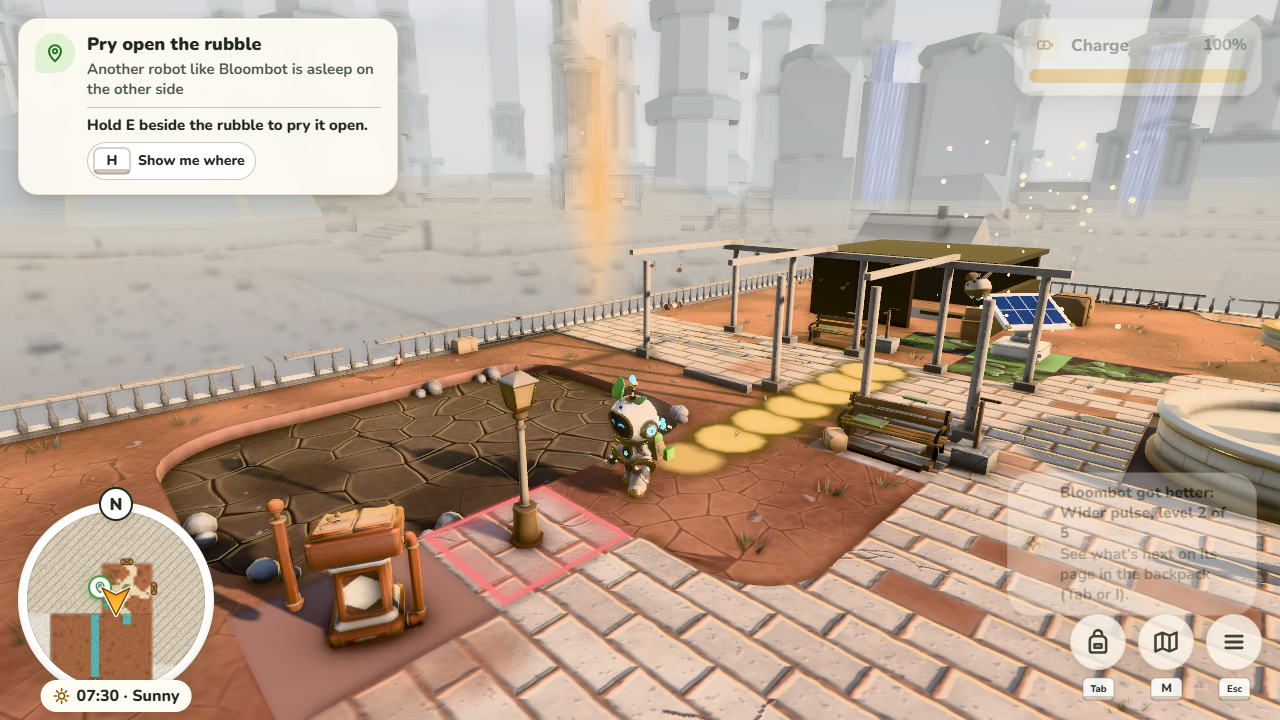 Pry open the rubble
Another robot like Bloombot is asleep on
the other side
Hold E beside the rubble to pry it open.
H Show me where
Charge 100%
N
07:30 · Sunny
Bloombot got better:
Wider pulse, level 2 of
5
See what's next on its
page in the backpack
(Tab or I).
Tab M Esc